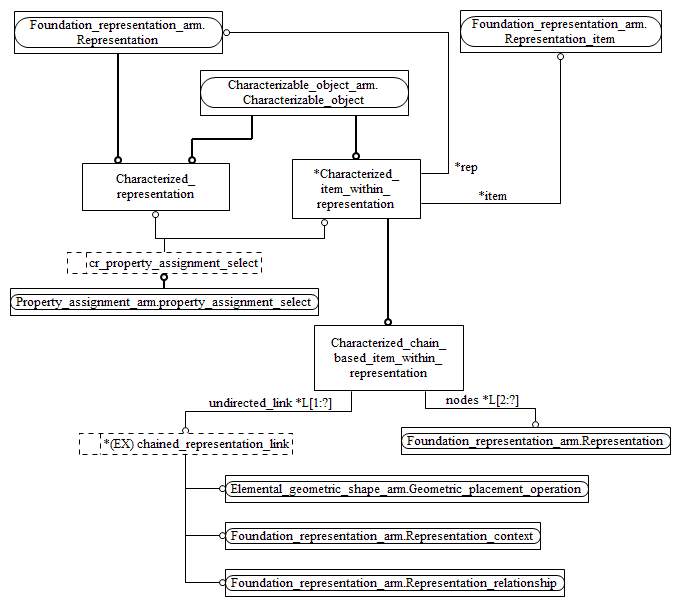 Foundation_representation_arm.
Representation
Foundation_representation_arm.
Representation_item
Characterizable_object_arm.
Characterizable_object
Characterized_
representation
*Characterized_
item_within_
representation
*rep
*item
cr_property_assignment_select
Property_assignment_arm.property_assignment_select
Characterized_chain_
based_item_within_
representation
undirected_link *L[1:?]
nodes *L[2:?]
*(EX) chained_representation_link
Foundation_representation_arm.Representation
Elemental_geometric_shape_arm.Geometric_placement_operation
Foundation_representation_arm.Representation_context
Foundation_representation_arm.Representation_relationship